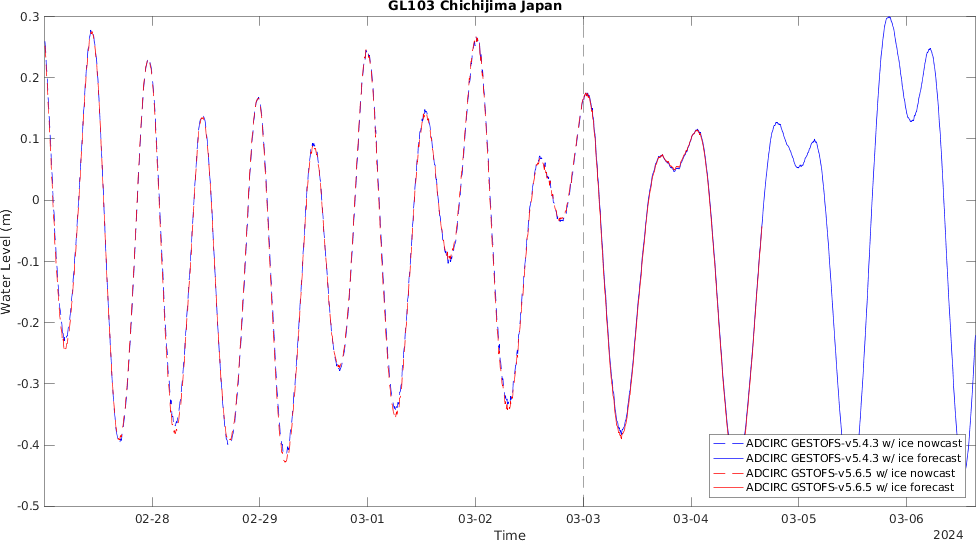 GL103 Chichijima Japan
0.3
0.2
0.1
0
-0.1
-0.2
-0.3
-0.4
-0.5
Water Level (m)
02-28 02-29 03-01 03-02 03-03 03-04 03-05 03-06
Time
2024
ADCIRC GESTOFS-v5.4.3 w/ ice nowcast
ADCIRC GESTOFS-v5.4.3 w/ ice forecast
ADCIRC GSTOFS-v5.6.5 w/ ice nowcast
ADCIRC GSTOFS-v5.6.5 w/ ice forecast